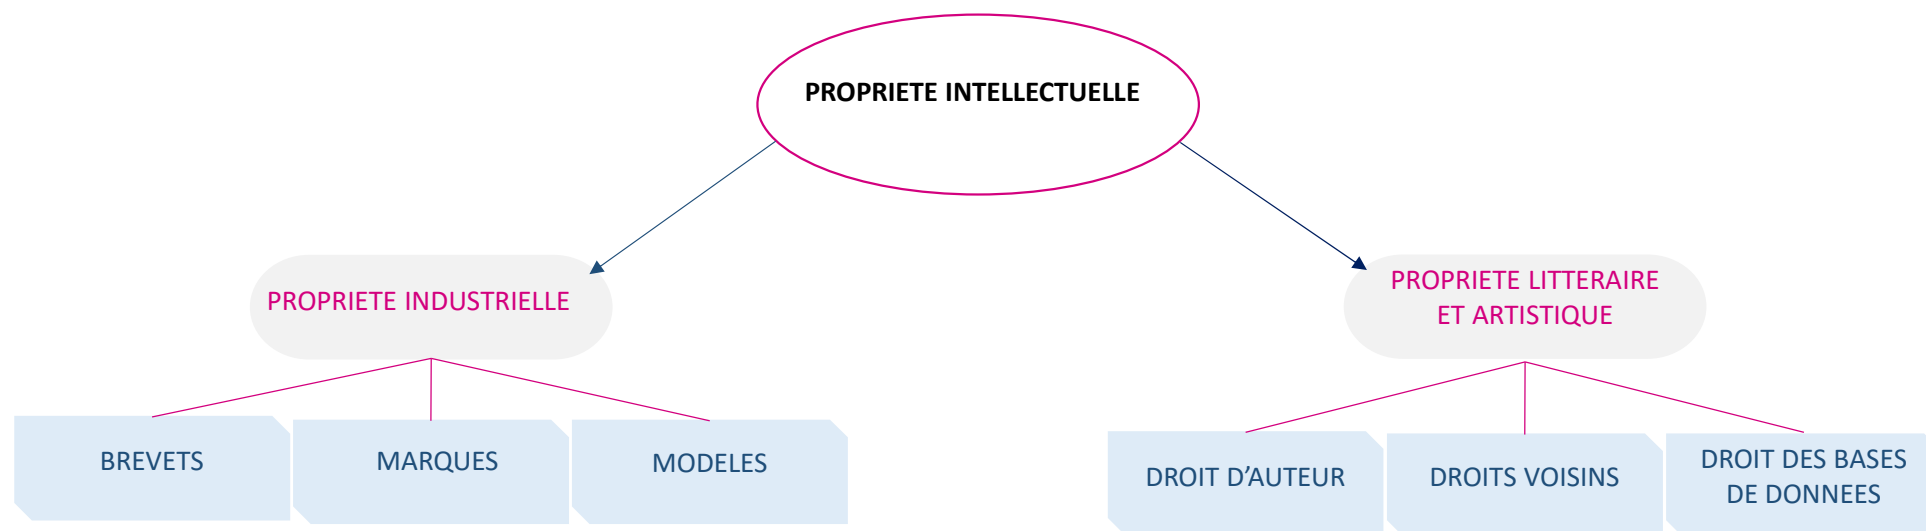 PROPRIETE INTELLECTUELLE
PROPRIETE INDUSTRIELLE
PROPRIETE LITTERAIRE
ET ARTISTIQUE
BREVETS
MARQUES
MODELES
DROIT D’AUTEUR
DROITS VOISINS
DROIT DES BASES
DE DONNEES